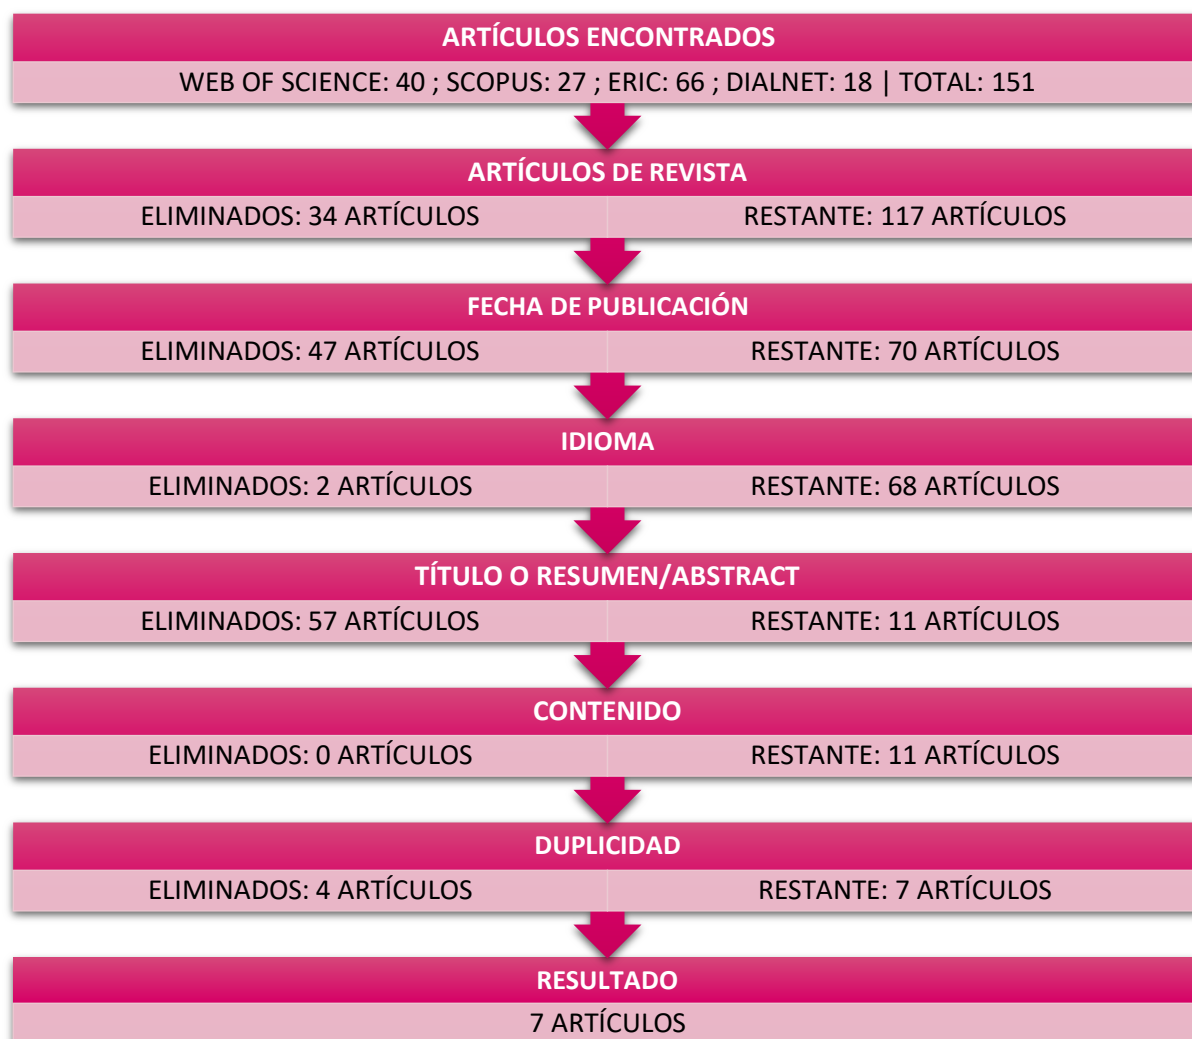 ARTÍCULOS ENCONTRADOS
WEB OF SCIENCE: 40 ; SCOPUS: 27 ; ERIC: 66 ; DIALNET: 18 | TOTAL: 151
ARTÍCULOS DE REVISTA
ELIMINADOS: 34 ARTÍCULOS RESTANTE: 117 ARTÍCULOS
FECHA DE PUBLICACIÓN
ELIMINADOS: 47 ARTÍCULOS RESTANTE: 70 ARTÍCULOS
IDIOMA
ELIMINADOS: 2 ARTÍCULOS RESTANTE: 68 ARTÍCULOS
TÍTULO O RESUMEN/ABSTRACT
ELIMINADOS: 57 ARTÍCULOS RESTANTE: 11 ARTÍCULOS
CONTENIDO
ELIMINADOS: 0 ARTÍCULOS RESTANTE: 11 ARTÍCULOS
DUPLICIDAD
ELIMINADOS: 4 ARTÍCULOS RESTANTE: 7 ARTÍCULOS
RESULTADO
7 ARTÍCULOS